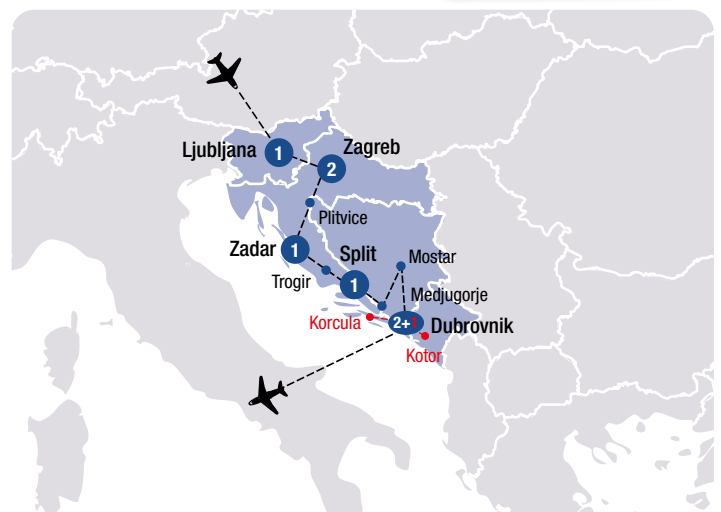 Ljubljana
1
Zagreb
2
Plitvice
Zadar
1
Split
Trogir
1
Mostar
Medjugorje
Korcula
2+1
Dubrovnik
Kotor